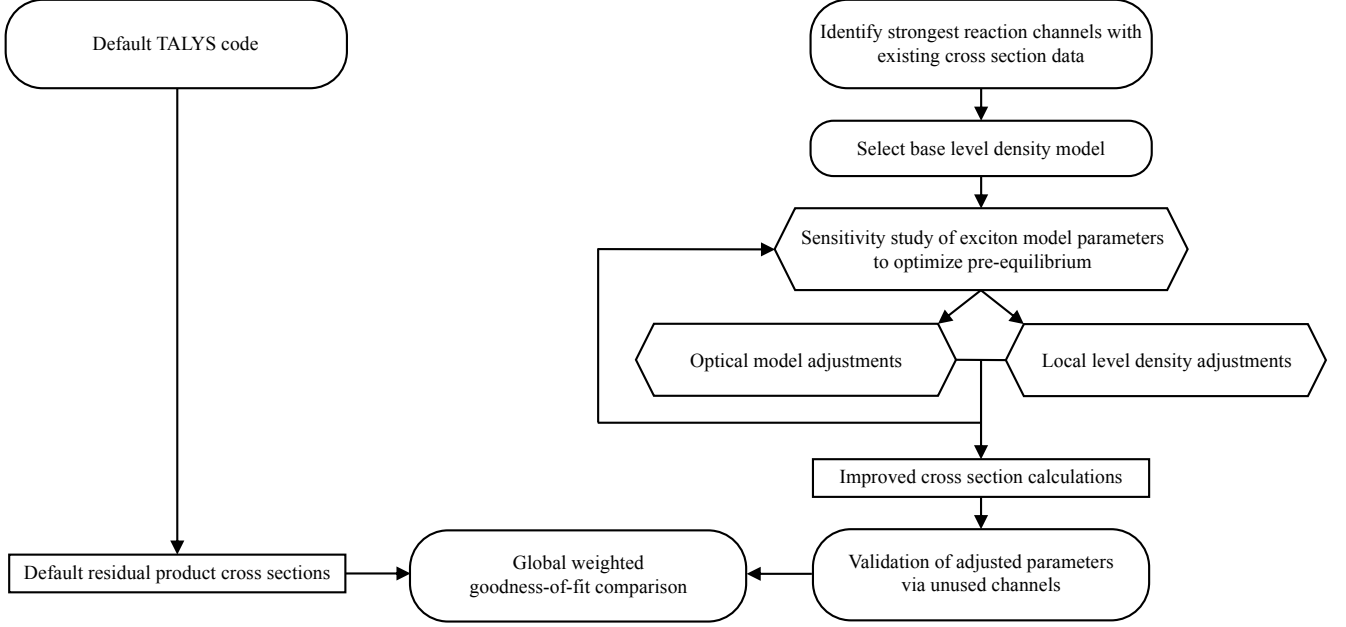 Default TALYS code
Identify strongest reaction channels with
existing cross section data
Select base level density model
Sensitivity study of exciton model parameters
to optimize pre-equilibrium
Optical model adjustments
Local level density adjustments
Improved cross section calculations
Default residual product cross sections
Global weighted
goodness-of-fit comparison
Validation of adjusted parameters
via unused channels